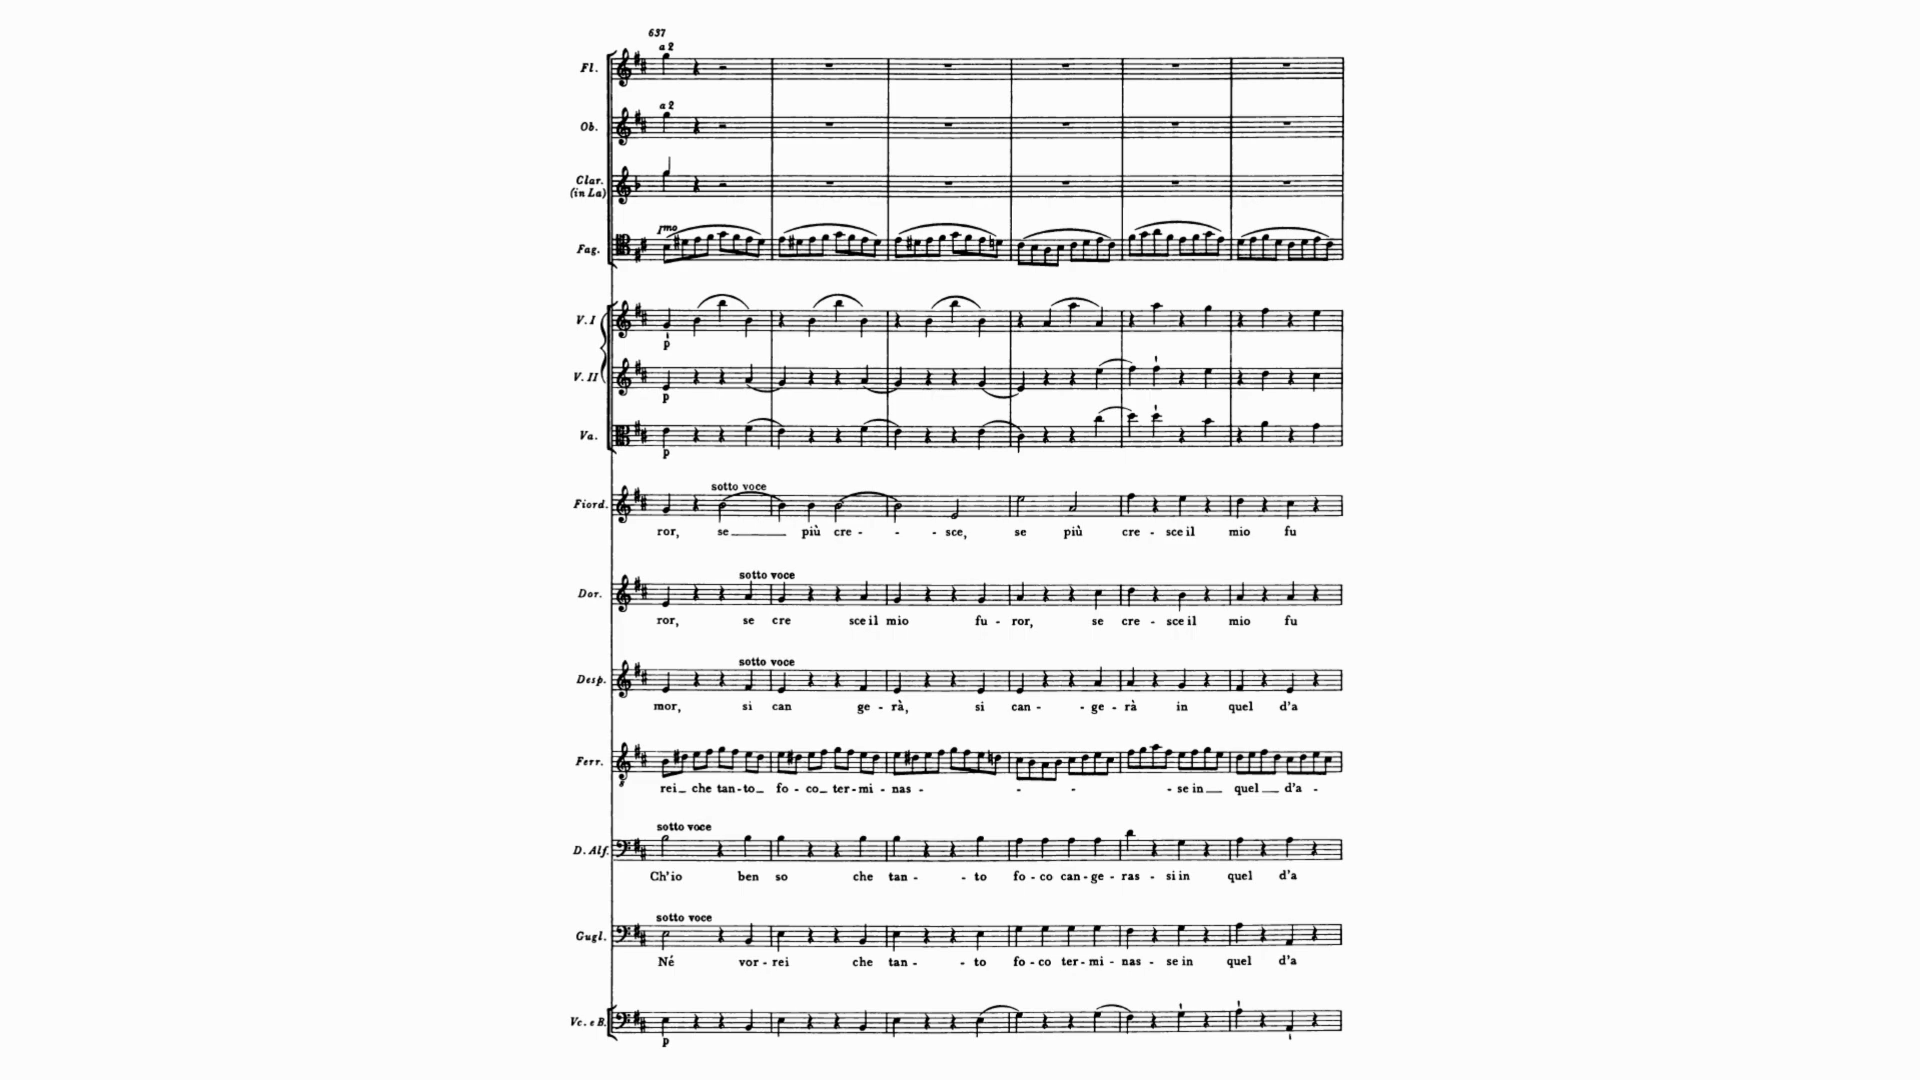 637
a 2
Fl.
a 2
Ob.
Clar.
(in La)
1mo
Fag.
V. I
p
V. II
p
Va.
p
sotto voce
Fiord.
ror, se più cre - - - sce, se più cre - sce il mio fu
sotto voce
Dor.
ror, se cre sce il mio fu - ror, se cre - sce il mio fu
sotto voce
Desp.
mor, si can ge - rà, si can - - ge - rà in quel d'a
Ferr.
rei che tan - to fo - co ter - mi - nas - - - - se in quel d'a -
sotto voce
D. Alf.
Ch'io ben so che tan - - to fo - co can - ge - ras - si in quel d'a
sotto voce
Gugl.
Né vor - rei che tan - - to fo - co ter - mi - nas - se in quel d'a
Vc. e B.
p